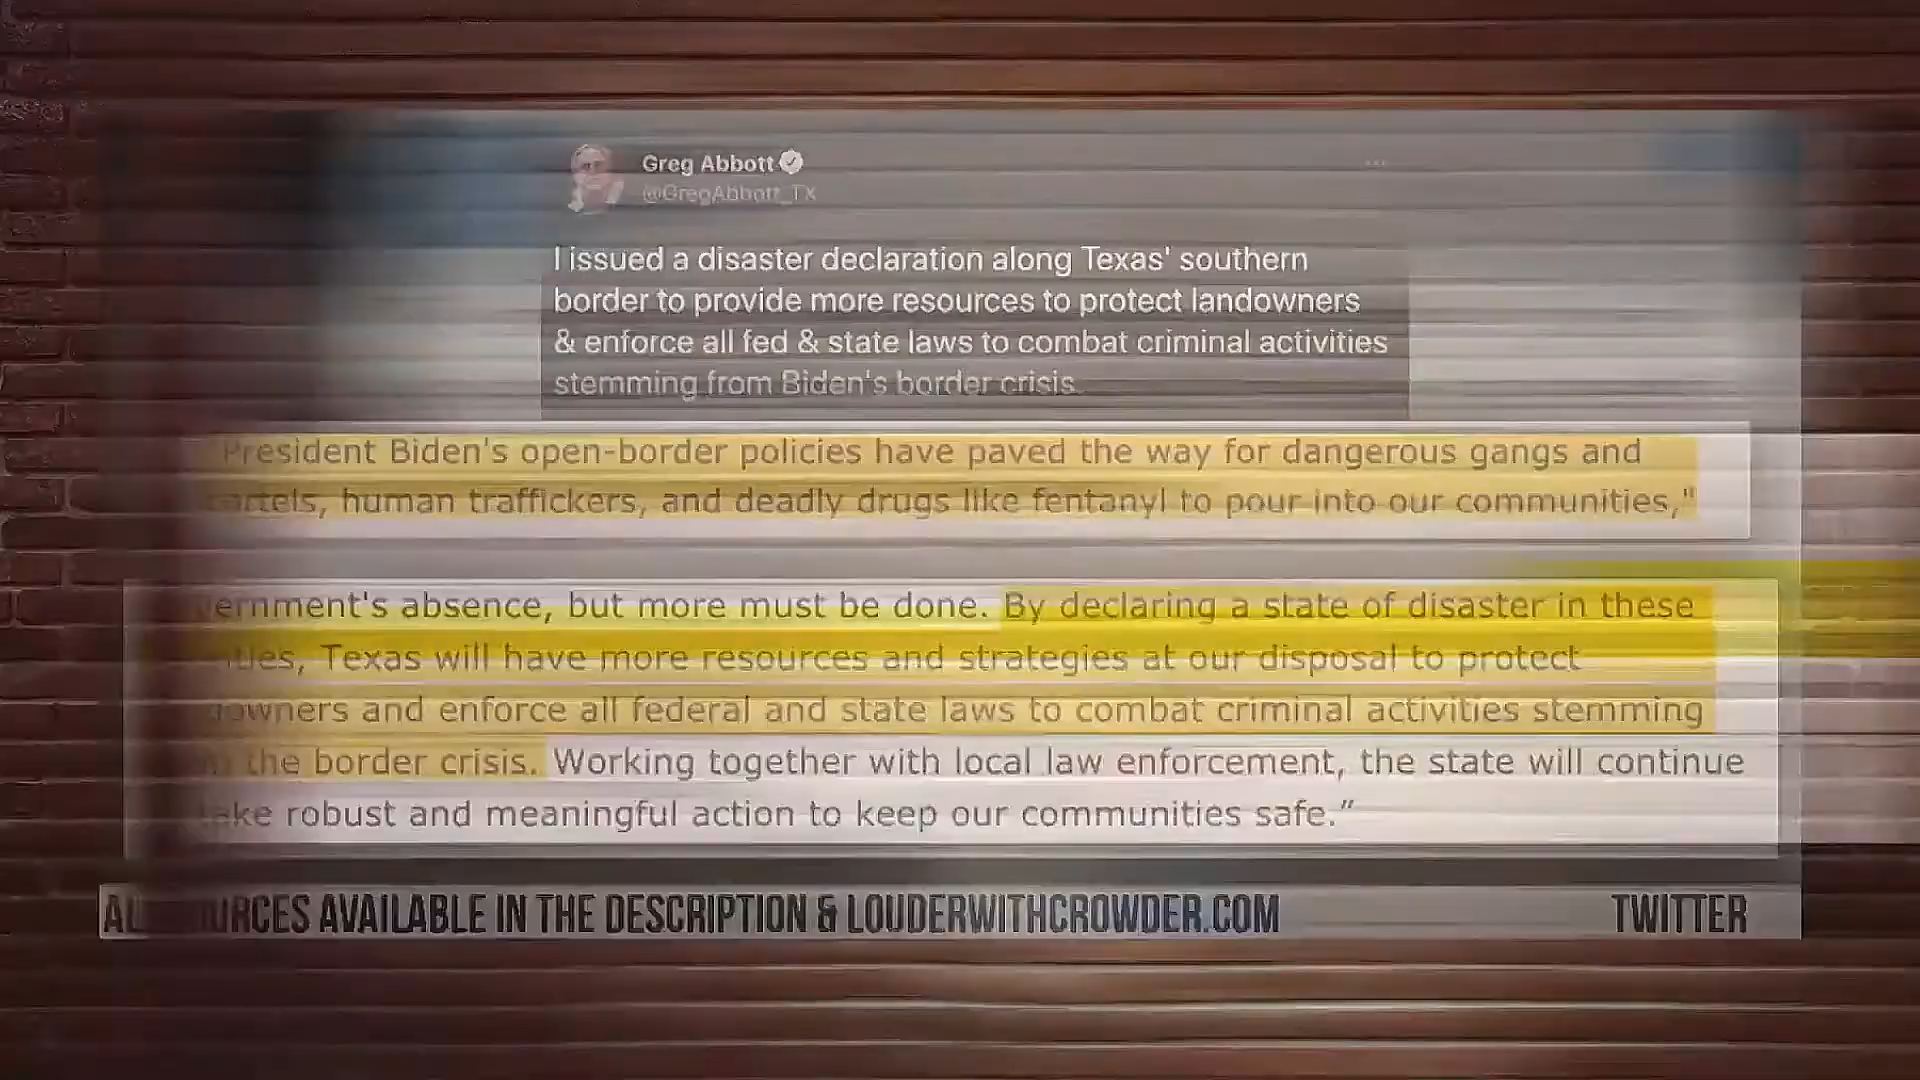 Greg Abbott
@GregAbbott_TX
I issued a disaster declaration along Texas' southern
border to provide more resources to protect landowners
& enforce all fed & state laws to combat criminal activities
stemming from Biden's border crisis.
President Biden's open-border policies have paved the way for dangerous gangs and
cartels, human traffickers, and deadly drugs like fentanyl to pour into our communities,"
absence, but more must be done. By declaring a state of disaster in these
Texas will have more resources and strategies at our disposal to protect
and enforce all federal and state laws to combat criminal activities stemming
the border crisis. Working together with local law enforcement, the state will continue
robust and meaningful action to keep our communities safe.”
AVAILABLE IN THE DESCRIPTION & LOUDERWITHCROWDER.COM
TWITTER